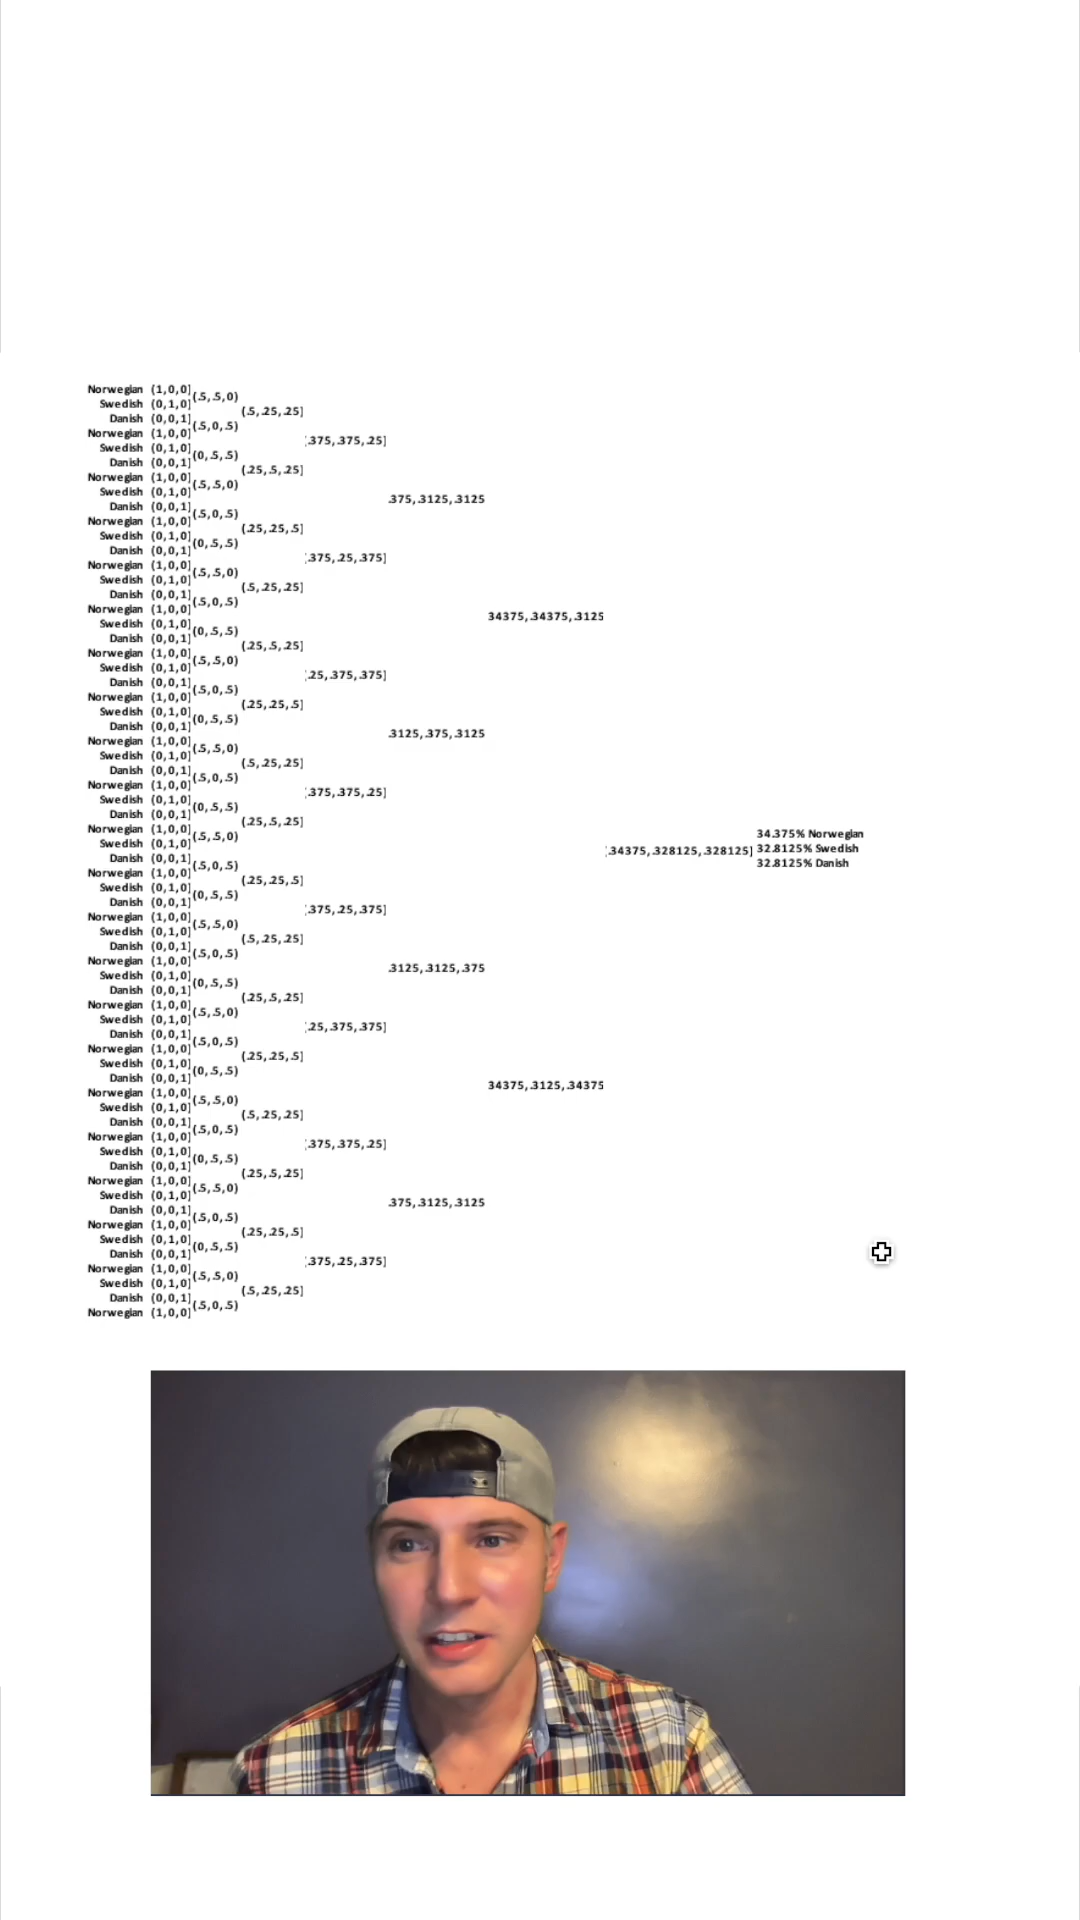 Norwegian (1,0,0]
Swedish (0,1,0]
Danish (0,0,1]
Norwegian (1,0,0]
Swedish (0,1,0]
Danish (0,0,1]
Norwegian (1,0,0]
Swedish (0,1,0]
Danish (0,0,1]
Norwegian (1,0,0]
Swedish (0,1,0]
Danish (0,0,1]
Norwegian (1,0,0]
Swedish (0,1,0]
Danish (0,0,1]
Norwegian (1,0,0]
Swedish (0,1,0]
Danish (0,0,1]
Norwegian (1,0,0]
Swedish (0,1,0]
Danish (0,0,1]
Norwegian (1,0,0]
Swedish (0,1,0]
Danish (0,0,1]
Norwegian (1,0,0]
Swedish (0,1,0]
Danish (0,0,1]
Norwegian (1,0,0]
Swedish (0,1,0]
Danish (0,0,1]
Norwegian (1,0,0]
Swedish (0,1,0]
Danish (0,0,1]
Norwegian (1,0,0]
Swedish (0,1,0]
Danish (0,0,1]
Norwegian (1,0,0]
Swedish (0,1,0]
Danish (0,0,1]
Norwegian (1,0,0]
Swedish (0,1,0]
Danish (0,0,1]
Norwegian (1,0,0]
Swedish (0,1,0]
Danish (0,0,1]
Norwegian (1,0,0]
Swedish (0,1,0]
Danish (0,0,1]
Norwegian (1,0,0]
Swedish (0,1,0]
Danish (0,0,1]
Norwegian (1,0,0]
Swedish (0,1,0]
Danish (0,0,1]
Norwegian (1,0,0]
Swedish (0,1,0]
Danish (0,0,1]
Norwegian (1,0,0]
Swedish (0,1,0]
Danish (0,0,1]
Norwegian (1,0,0]
Swedish (0,1,0]
Danish (0,0,1]
Norwegian (1,0,0]
(.5,.5,0)
(.5,0,.5)
(0,.5,.5)
(.5,.5,0)
(.5,0,.5)
(0,.5,.5)
(.5,.5,0)
(.5,0,.5)
(0,.5,.5)
(.5,.5,0)
(.5,0,.5)
(0,.5,.5)
(.5,.5,0)
(.5,0,.5)
(0,.5,.5)
(.5,.5,0)
(.5,0,.5)
(0,.5,.5)
(.5,.5,0)
(.5,0,.5)
(0,.5,.5)
(.5,.5,0)
(.5,0,.5)
(0,.5,.5)
(.5,.5,0)
(.5,0,.5)
(0,.5,.5)
(.5,.5,0)
(.5,0,.5)
(0,.5,.5)
(.5,.5,0)
(.5,0,.5)
(.5,.25,.25]
(.25,.5,.25]
(.25,.25,.5]
(.5,.25,.25]
(.25,.5,.25]
(.25,.25,.5]
(.5,.25,.25]
(.25,.5,.25]
(.25,.25,.5]
(.5,.25,.25]
(.25,.5,.25]
(.25,.25,.5]
(.5,.25,.25]
(.25,.5,.25]
(.25,.25,.5]
(.5,.25,.25]
[.375,.375,.25]
[.375,.25,.375]
[.25,.375,.375]
[.375,.375,.25]
[.375,.25,.375]
[.25,.375,.375]
[.375,.375,.25]
[.375,.25,.375]
.375,.3125,.3125
.3125,.375,.3125
.3125,.3125,.375
.375,.3125,.3125
34375,.34375,.3125
34375,.3125,.34375
[.34375,.328125,.328125]
34.375% Norwegian
32.8125% Swedish
32.8125% Danish